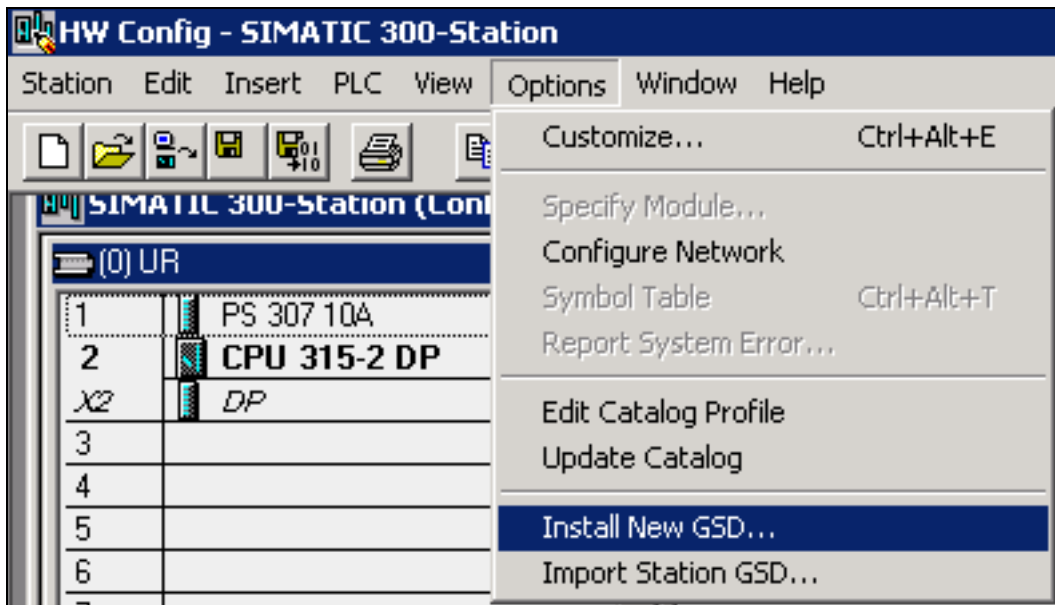 HW Config - SIMATIC 300-Station
Station Edit Insert PLC View Options Window Help
Customize... Ctrl+Alt+E
SIMATIC 300-Station
Specify Module...
(0) UR
Configure Network
1 PS 307 10A
Symbol Table Ctrl+Alt+T
2 CPU 315-2 DP
Report System Error...
X2 DP
Edit Catalog Profile
3
Update Catalog
4
5
Install New GSD...
6
Import Station GSD...